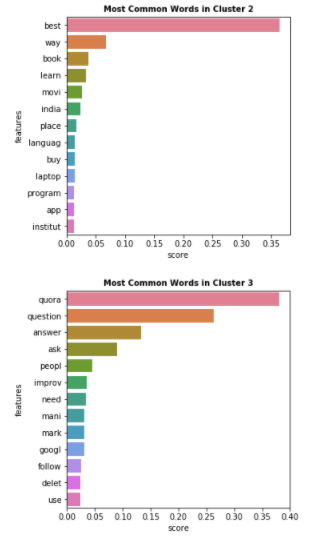 Most Common Words in Cluster 2
best
way
book
learn
movi
india
place
languag
buy
laptop
program
app
institut
features
0.00 0.05 0.10 0.15 0.20 0.25 0.30 0.35
score
Most Common Words in Cluster 3
quora
question
answer
ask
peopl
improv
need
mani
mark
googl
follow
delet
use
features
0.00 0.05 0.10 0.15 0.20 0.25 0.30 0.35 0.40
score